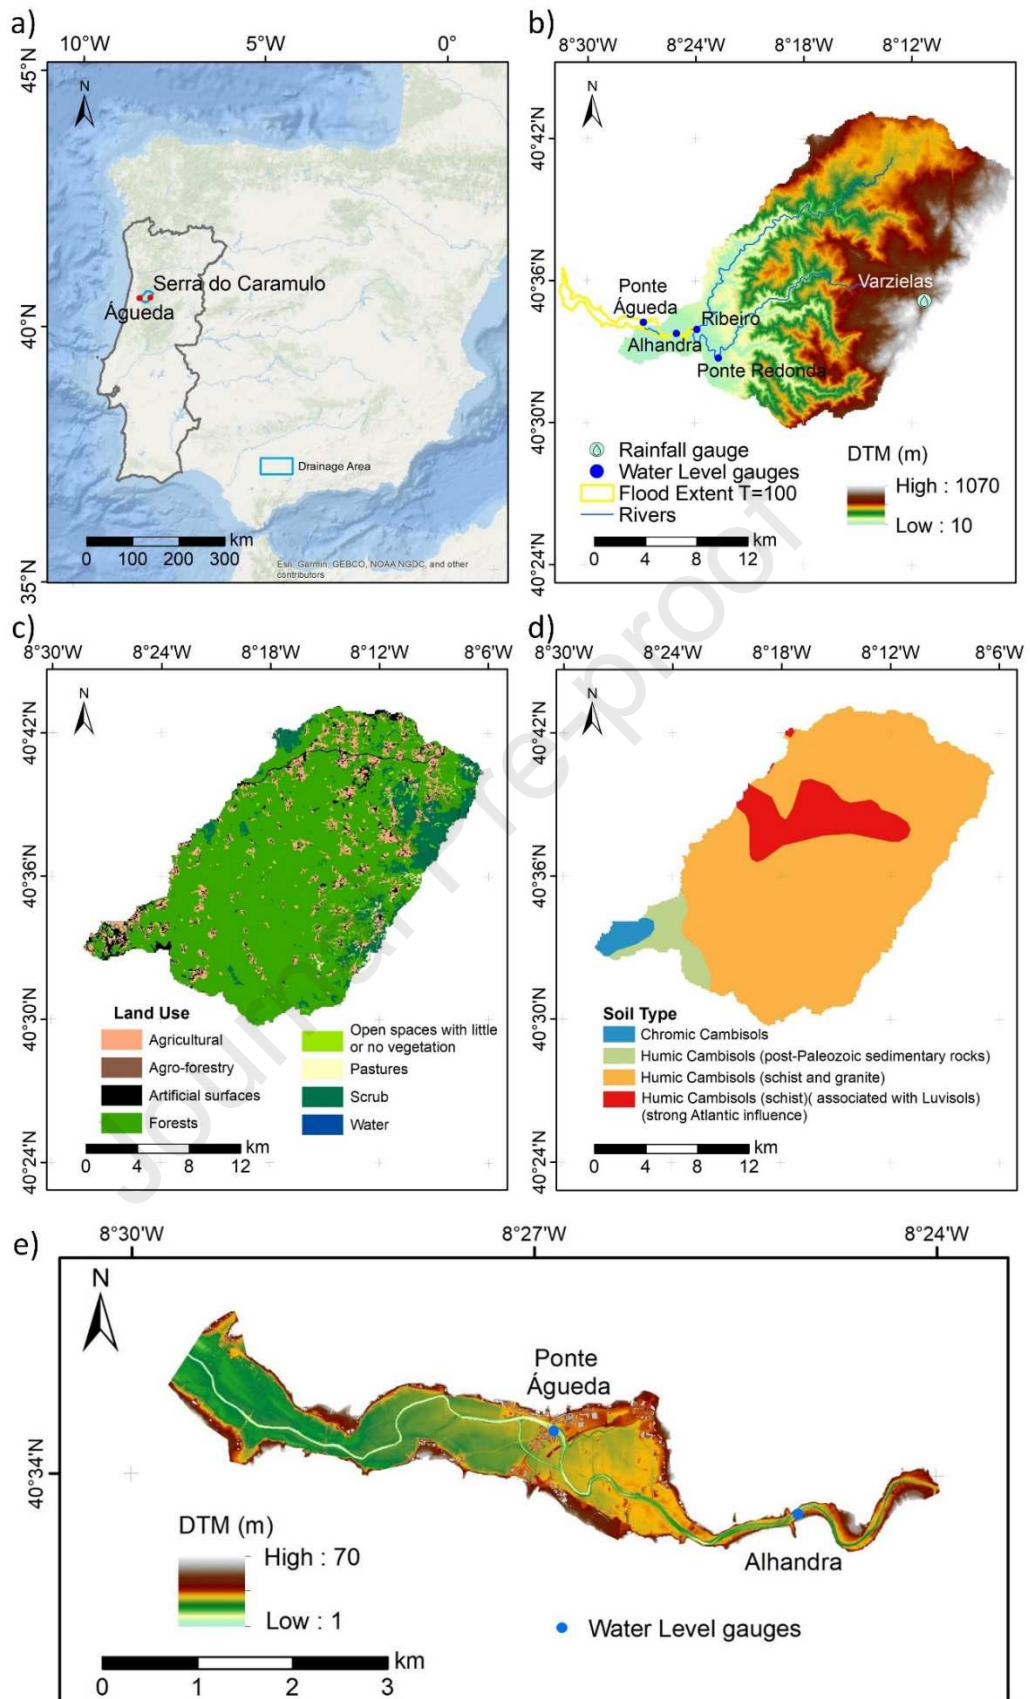 a)
10°W 5°W 0°
45°N
N
Serra do Caramulo
Águeda
40°N
Drainage Area
km
0 100 200 300
Esri, Garmin, GEBCO, NOAA NGDC, and other
contributors
35°N
b)
8°30'W 8°24'W 8°18'W 8°12'W
N
40°42'N
40°36'N
Varzielas
Ponte
Águeda
Ribeiro
Alhandra
Ponte Redonda
40°30'N
Rainfall gauge
Water Level gauges
Flood Extent T=100
Rivers
DTM (m)
High : 1070
Low : 10
km
0 4 8 12
40°24'N
c)
8°30'W 8°24'W 8°18'W 8°12'W 8°6'W
N
40°42'N
40°36'N
40°30'N
Land Use
Agricultural
Agro-forestry
Artificial surfaces
Forests
Open spaces with little
or no vegetation
Pastures
Scrub
Water
km
0 4 8 12
40°24'N
d)
8°30'W 8°24'W 8°18'W 8°12'W 8°6'W
N
40°42'N
40°36'N
40°30'N
Soil Type
Chromic Cambisols
Humic Cambisols (post-Paleozoic sedimentary rocks)
Humic Cambisols (schist and granite)
Humic Cambisols (schist)( associated with Luvisols)
(strong Atlantic influence)
km
0 4 8 12
40°24'N
Journal Pre-proof
e)
8°30'W 8°27'W 8°24'W
N
Ponte
Águeda
40°34'N
DTM (m)
High : 70
Low : 1
Alhandra
Water Level gauges
km
0 1 2 3